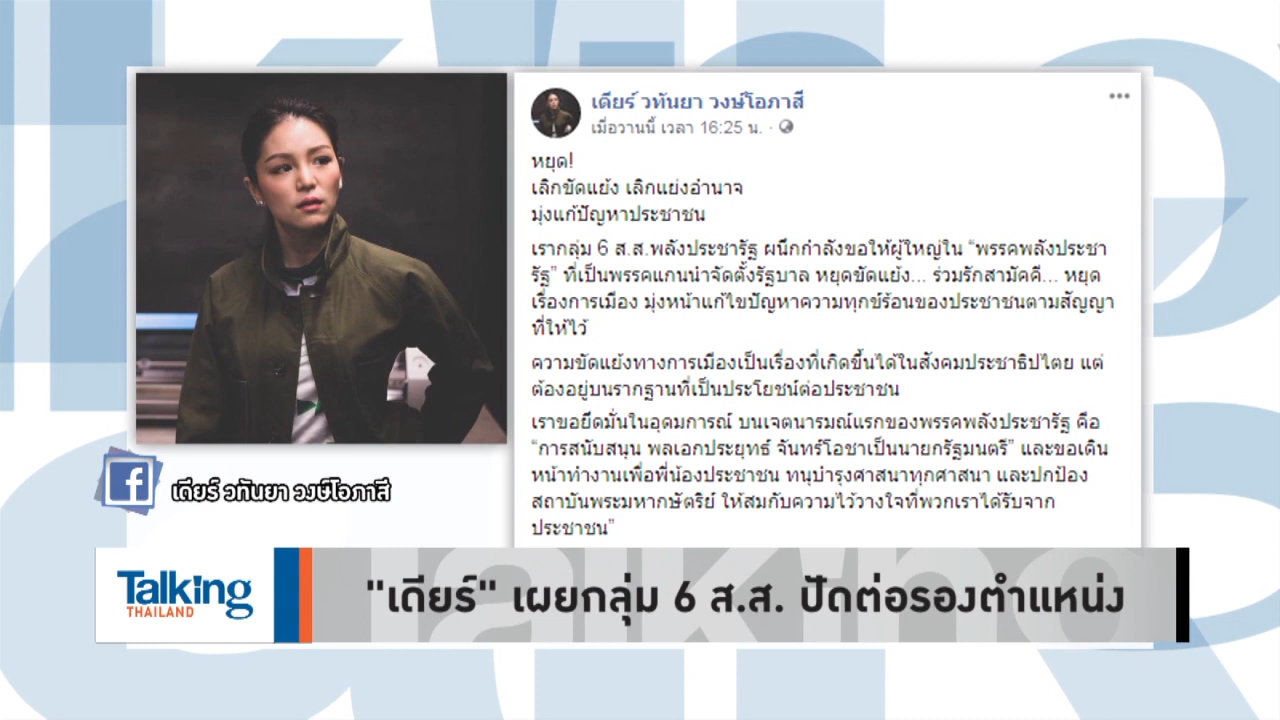 เดียร์ วทันยา วงษ์โอภาสี
เมื่อวานนี้ เวลา 16:25 น. ·
หยุด!
เลิกขัดแย้ง เลิกแย่งอำนาจ
มุ่งแก้ปัญหาประชาชน
เรากลุ่ม 6 ส.ส.พลังประชารัฐ ผนึกกำลังขอให้ผู้ใหญ่ใน “พรรคพลังประชา
รัฐ” ที่เป็นพรรคแกนนำจัดตั้งรัฐบาล หยุดขัดแย้ง... ร่วมรักสามัคคี... หยุด
เรื่องการเมือง มุ่งหน้าแก้ไขปัญหาความทุกข์ร้อนของประชาชนตามสัญญา
ที่ให้ไว้
ความขัดแย้งทางการเมืองเป็นเรื่องที่เกิดขึ้นได้ในสังคมประชาธิปไตย แต่
ต้องอยู่บนรากฐานที่เป็นประโยชน์ต่อประชาชน
เราขอยึดมั่นในอุดมการณ์ บนเจตนารมณ์แรกของพรรคพลังประชารัฐ คือ
“การสนับสนุน พลเอกประยุทธ์ จันทร์โอชาเป็นนายกรัฐมนตรี” และขอเดิน
หน้าทำงานเพื่อพี่น้องประชาชน ทนุบำรุงศาสนาทุกศาสนา และปกป้อง
สถาบันพระมหากษัตริย์ ให้สมกับความไว้วางใจที่พวกเราได้รับจาก
ประชาชน”
เดียร์ วทันยา วงษ์โอภาสี
Talking
THAILAND
"เดียร์" เผยกลุ่ม 6 ส.ส. ปัดต่อรองตำแหน่ง